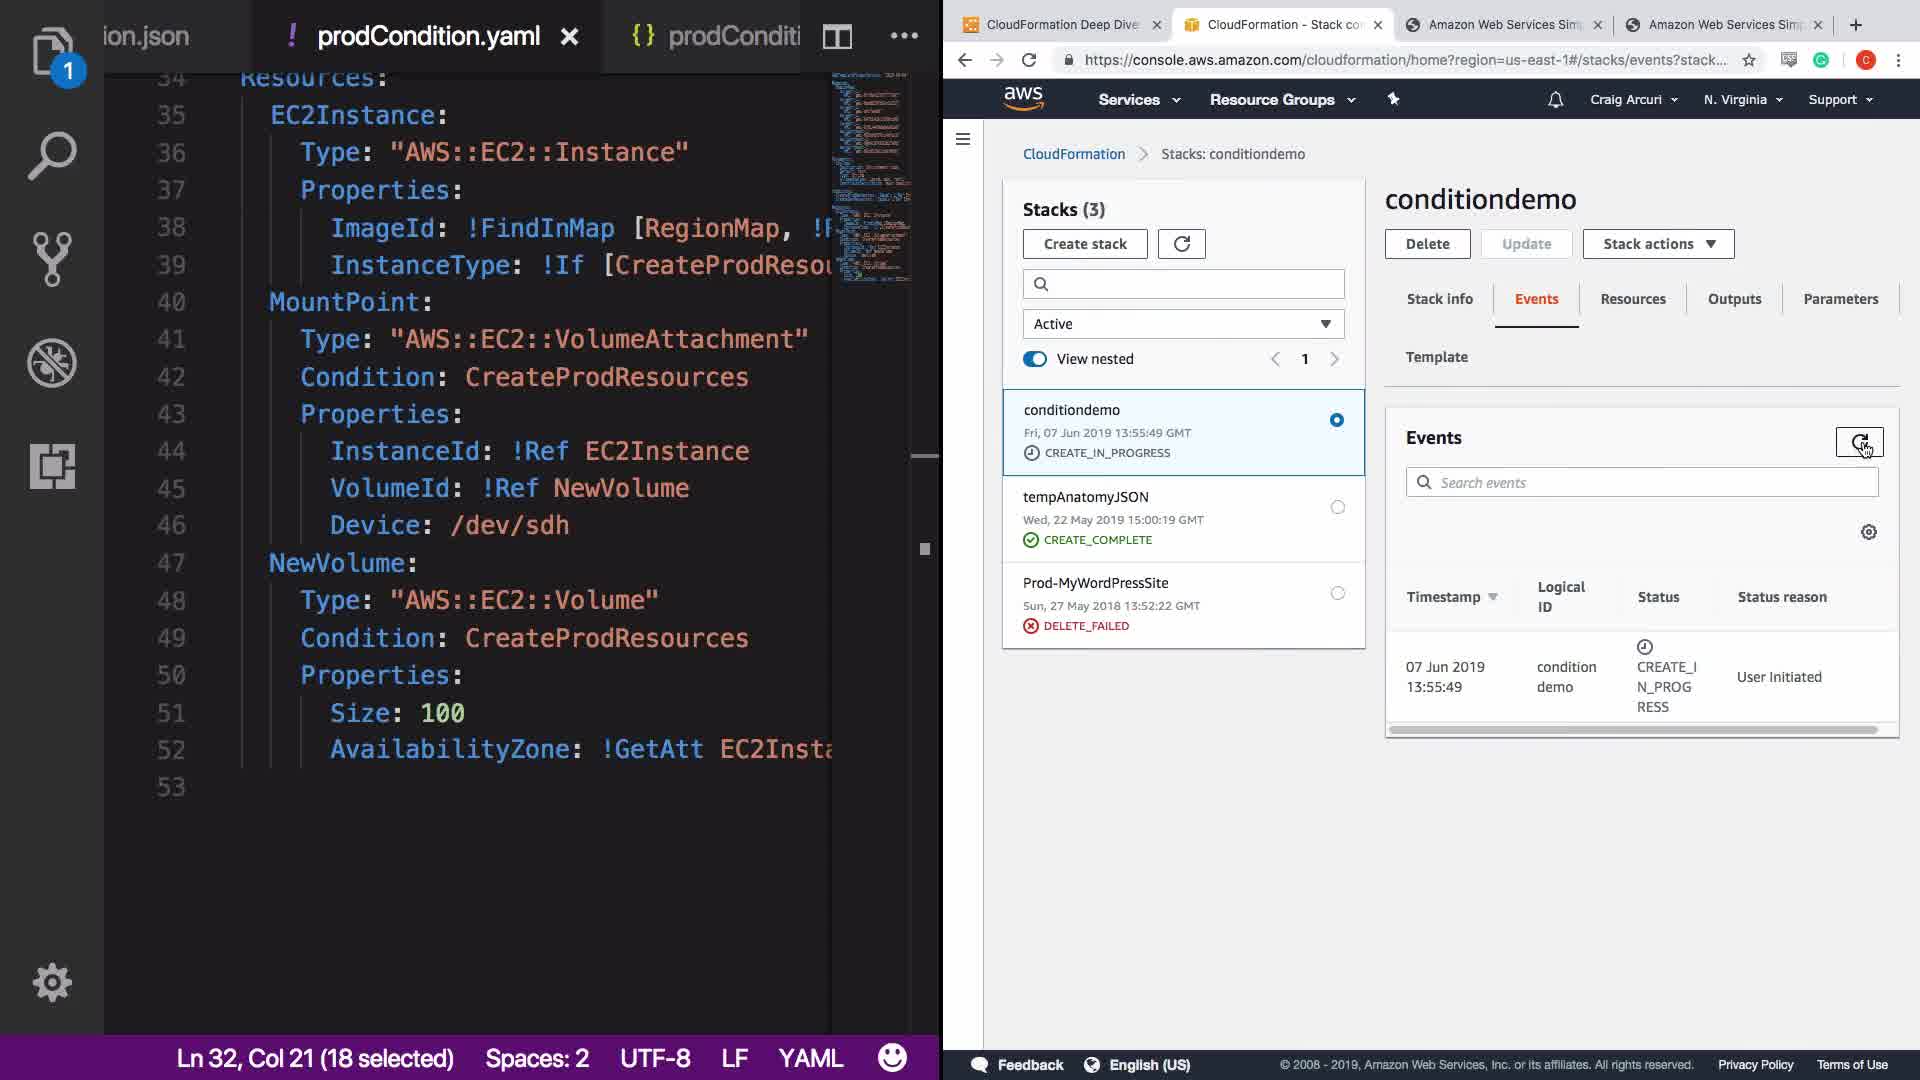 ion.json
! prodCondition.yaml ×
{} prodConditi
1
34 Resources:
35 EC2Instance:
36 Type: "AWS::EC2::Instance"
37 Properties:
38 ImageId: !FindInMap [RegionMap, !R
39 InstanceType: !If [CreateProdResou
40 MountPoint:
41 Type: "AWS::EC2::VolumeAttachment"
42 Condition: CreateProdResources
43 Properties:
44 InstanceId: !Ref EC2Instance
45 VolumeId: !Ref NewVolume
46 Device: /dev/sdh
47 NewVolume:
48 Type: "AWS::EC2::Volume"
49 Condition: CreateProdResources
50 Properties:
51 Size: 100
52 AvailabilityZone: !GetAtt EC2Insta
53
Ln 32, Col 21 (18 selected) Spaces: 2 UTF-8 LF YAML
CloudFormation Deep Dive
CloudFormation - Stack co
Amazon Web Services Sim
Amazon Web Services Sim
https://console.aws.amazon.com/cloudformation/home?region=us-east-1#/stacks/events?stack...
C
aws Services Resource Groups Craig Arcuri N. Virginia Support
CloudFormation Stacks: conditiondemo
Stacks (3)
Create stack
Active
View nested 1
conditiondemo
Fri, 07 Jun 2019 13:55:49 GMT
CREATE_IN_PROGRESS
tempAnatomyJSON
Wed, 22 May 2019 15:00:19 GMT
CREATE_COMPLETE
Prod-MyWordPressSite
Sun, 27 May 2018 13:52:22 GMT
DELETE_FAILED
conditiondemo
Delete Update Stack actions
Stack info Events Resources Outputs Parameters
Template
Events
Search events
Timestamp Logical ID Status Status reason
07 Jun 2019
13:55:49
condition
demo
CREATE_I
N_PROG
RESS
User Initiated
Feedback English (US) © 2008 - 2019, Amazon Web Services, Inc. or its affiliates. All rights reserved. Privacy Policy Terms of Use